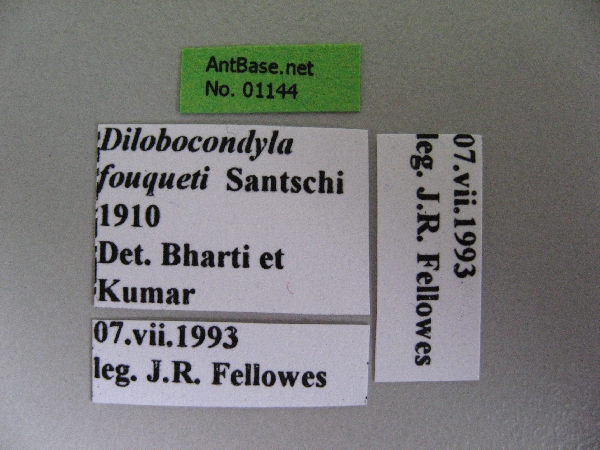 AntBase.net
No. 01144
Dilobocondyla
fouqueti Santschi
1910
Det. Bharti et
Kumar
07.vii.1993
leg. J.R. Fellowes
07.vii.1993
leg. J.R. Fellowes